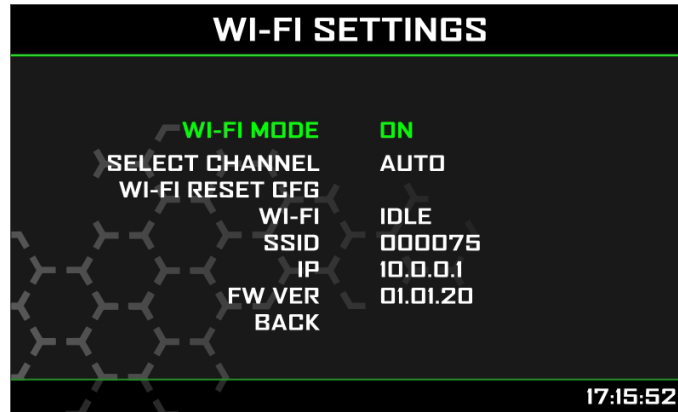 WI-FI SETTINGS
WI-FI MODE ON
SELECT CHANNEL AUTO
WI-FI RESET CFG
WI-FI IDLE
SSID 000075
IP 10.0.0.1
FW VER 01.01.20
BACK
17:15:52